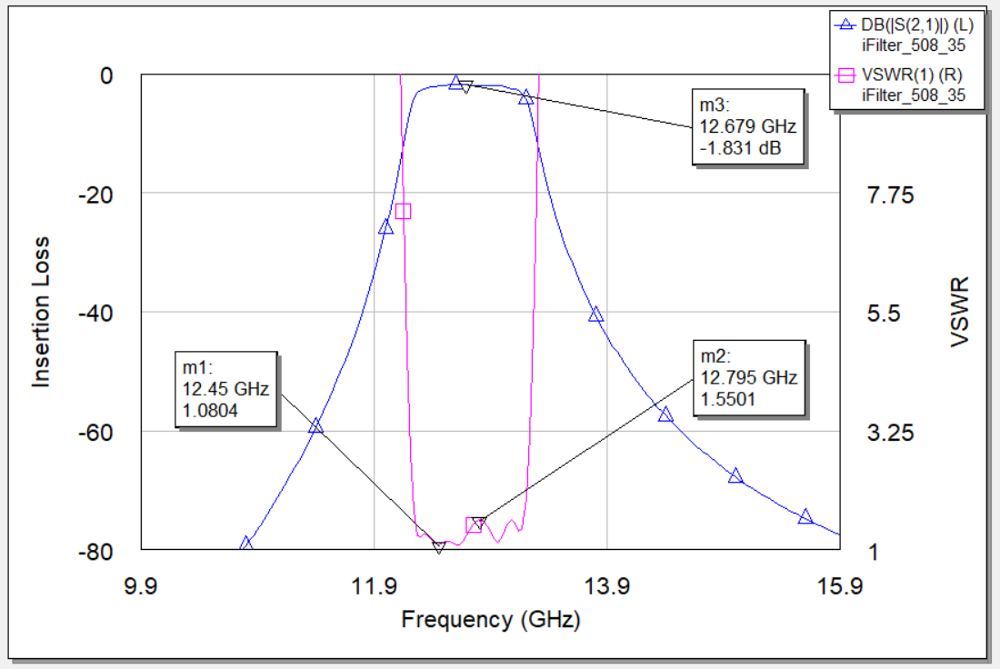 DB(|S(2,1)|) (L)
iFilter_508_35
VSWR(1) (R)
iFilter_508_35
0
-20
-40
-60
-80
Insertion Loss
m3:
12.679 GHz
-1.831 dB
m1:
12.45 GHz
1.0804
m2:
12.795 GHz
1.5501
7.75
5.5
3.25
1
VSWR
9.9
11.9
13.9
15.9
Frequency (GHz)